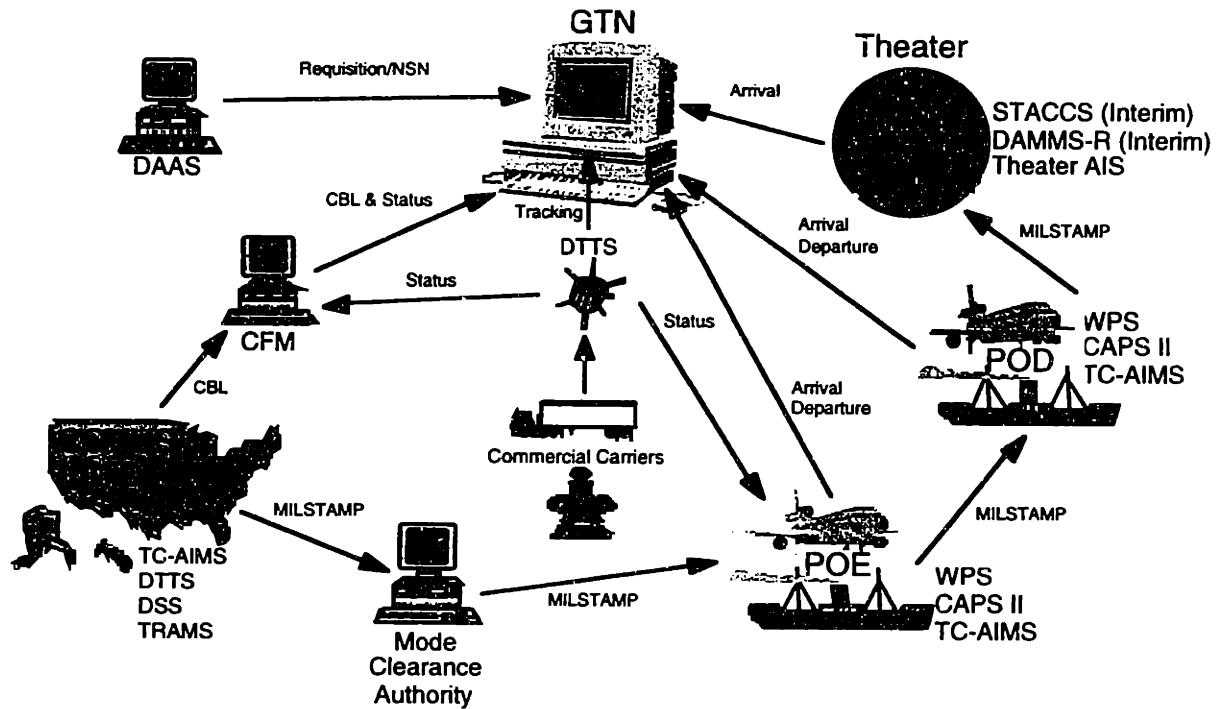 GTN
Theater
Requisition/NSN
Arrival
STACCS (Interim)
DAMMS-R (Interim)
Theater AIS
DAAS
CBL & Status
Tracking
Arrival
Departure
MILSTAMP
DTTS
Status
Status
CFM
WPS
CAPS II
TC-AIMS
POD
CBL
Arrival
Departure
Commercial Carriers
MILSTAMP
MILSTAMP
TC-AIMS
DTTS
DSS
TRAMS
POE
WPS
CAPS II
TC-AIMS
MILSTAMP
Mode
Clearance
Authority